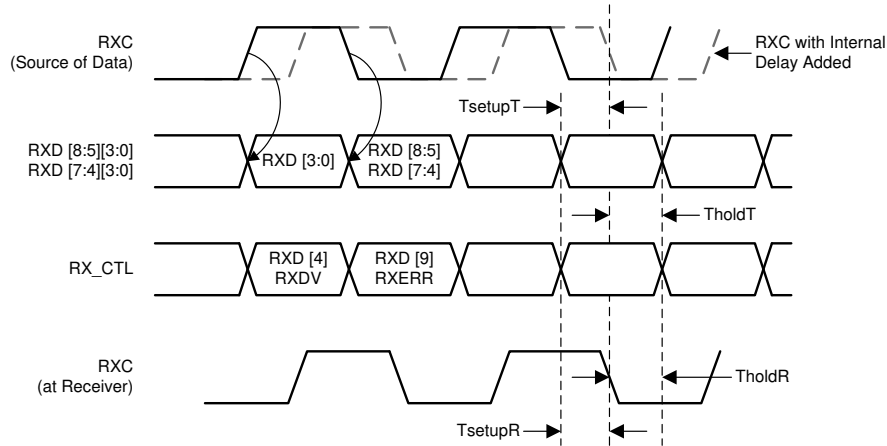 RXC
(Source of Data)
RXC with Internal
Delay Added
TsetupT
RXD [8:5][3:0]
RXD [7:4][3:0]
RXD [3:0]
RXD [8:5]
RXD [7:4]
TholdT
RX_CTL
RXD [4]
RXDV
RXD [9]
RXERR
RXC
(at Receiver)
TholdR
TsetupR